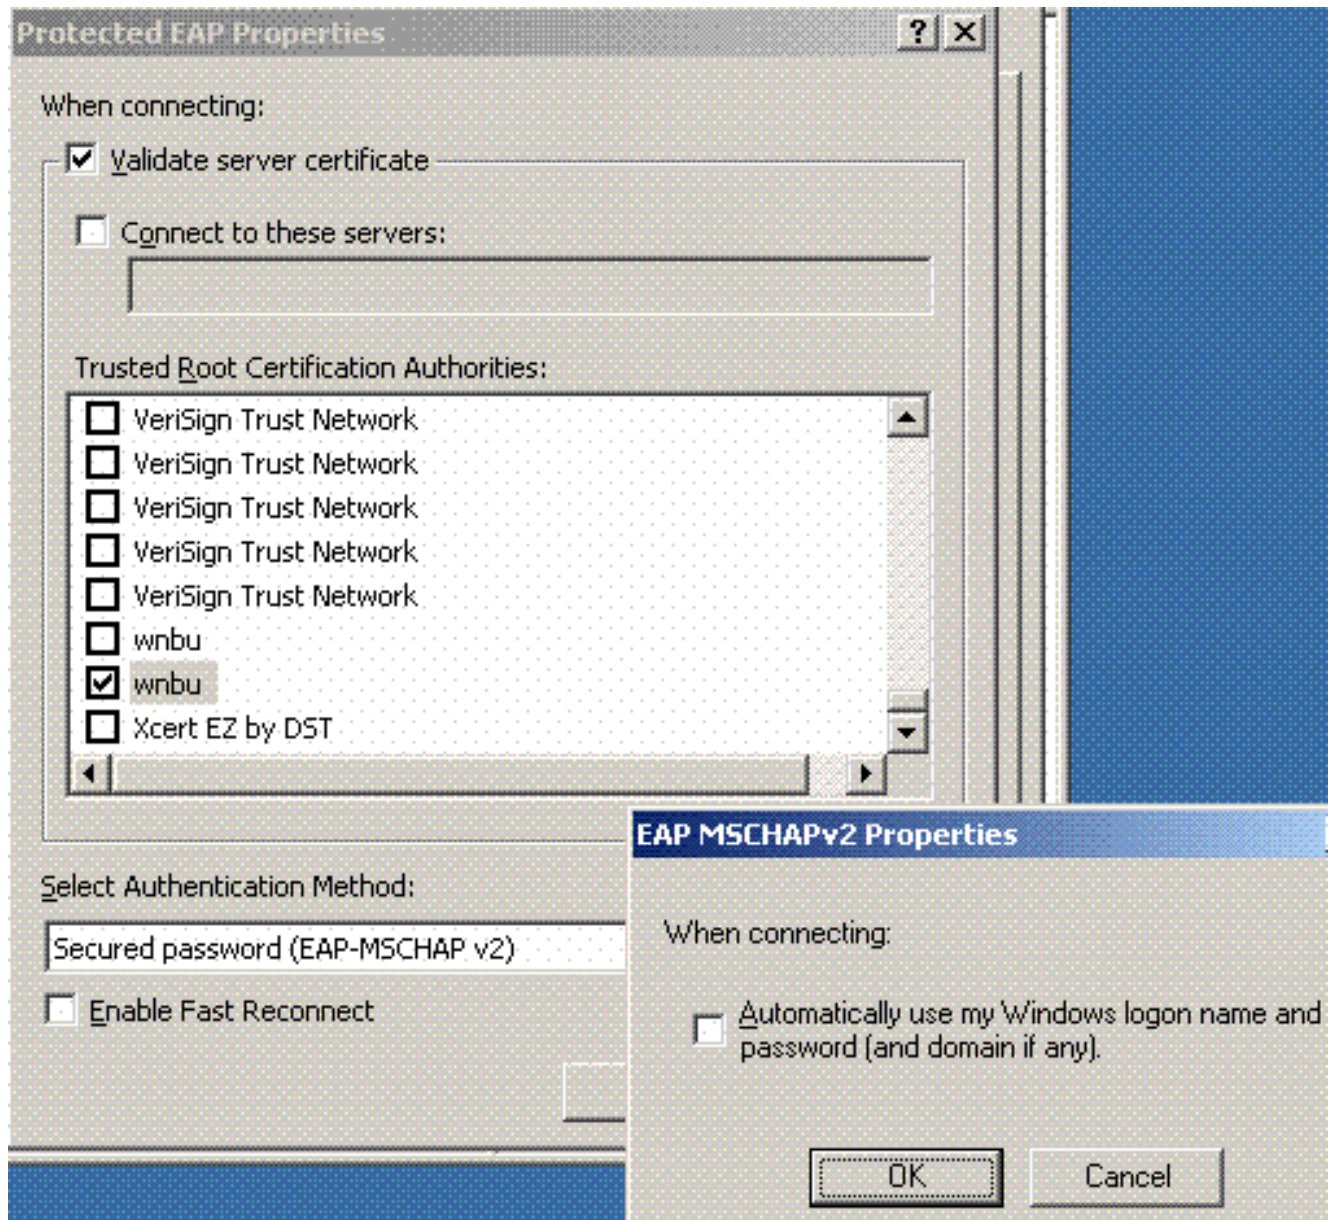 Protected EAP Properties
When connecting:
Validate server certificate
Connect to these servers:
Trusted Root Certification Authorities:
VeriSign Trust Network
VeriSign Trust Network
VeriSign Trust Network
VeriSign Trust Network
VeriSign Trust Network
wnbu
wnbu
Xcert EZ by DST
Select Authentication Method:
Secured password (EAP-MSCHAP v2)
Enable Fast Reconnect
EAP MSCHAPv2 Properties
When connecting:
Automatically use my Windows logon name and
password (and domain if any).
OK
Cancel